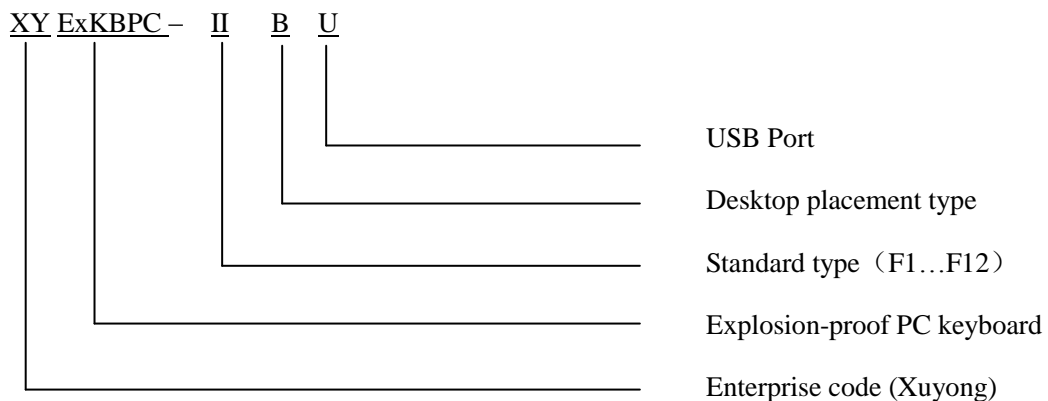 XY ExKBPC – II B U
USB Port
Desktop placement type
Standard type（F1…F12）
Explosion-proof PC keyboard
Enterprise code (Xuyong)